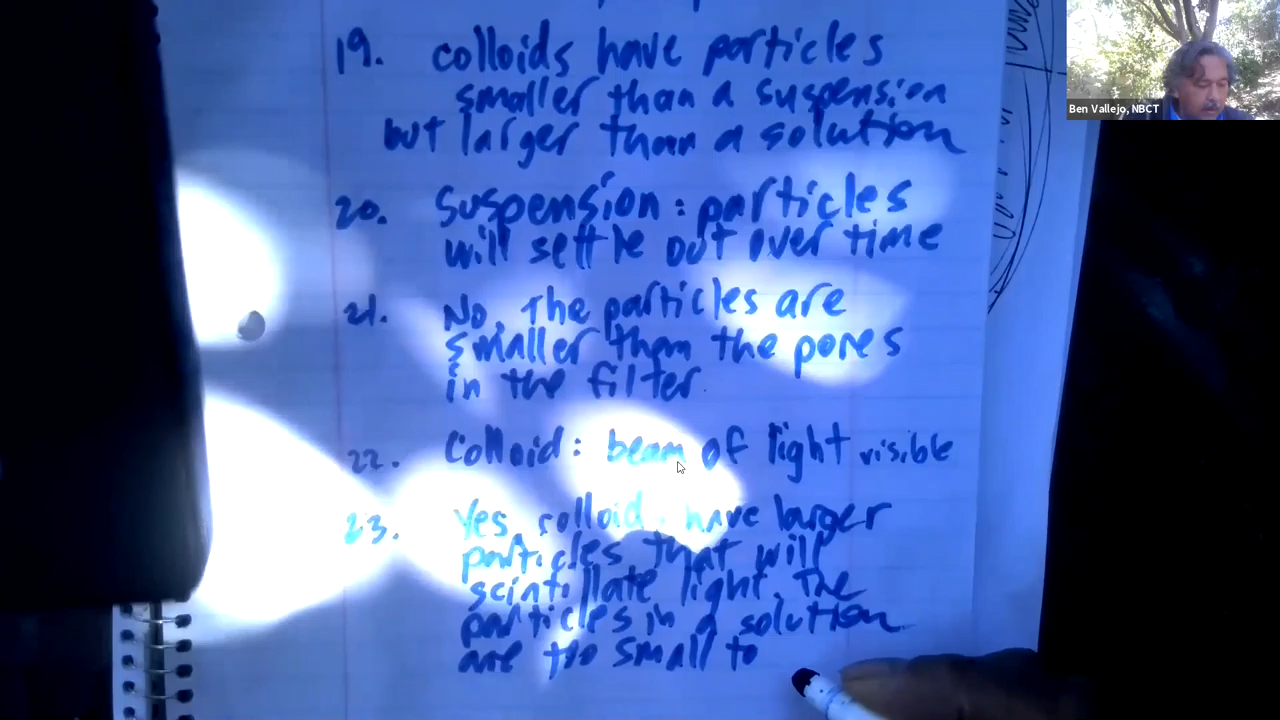 19. colloids have particles
smaller than a suspension
but larger than a solution
20. Suspension: particles
will settle out over time
21. No. The particles are
smaller than the pores
in the filter.
22. Colloid: beam of light visible
23. Yes, colloid. have larger
particles that will
scintillate light. The
particles in a solution
are too small to
Ben Vallejo, NBCT